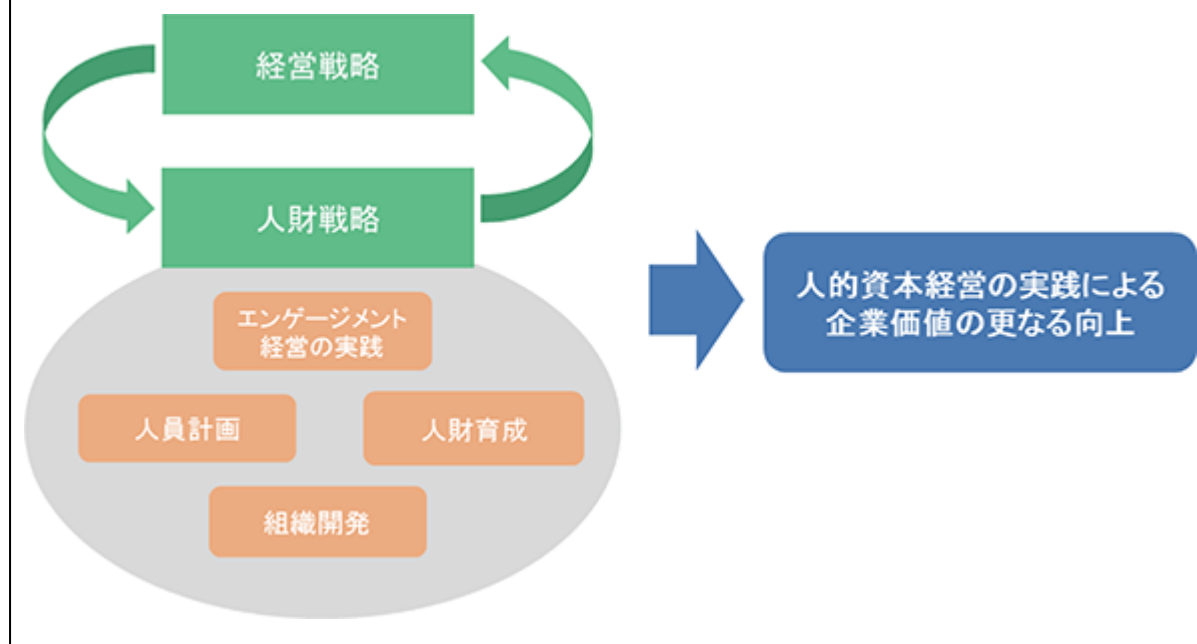 経営戦略
人財戦略
エンゲージメント
経営の実践
人員計画
人財育成
組織開発
人的資本経営の実践による
企業価値の更なる向上